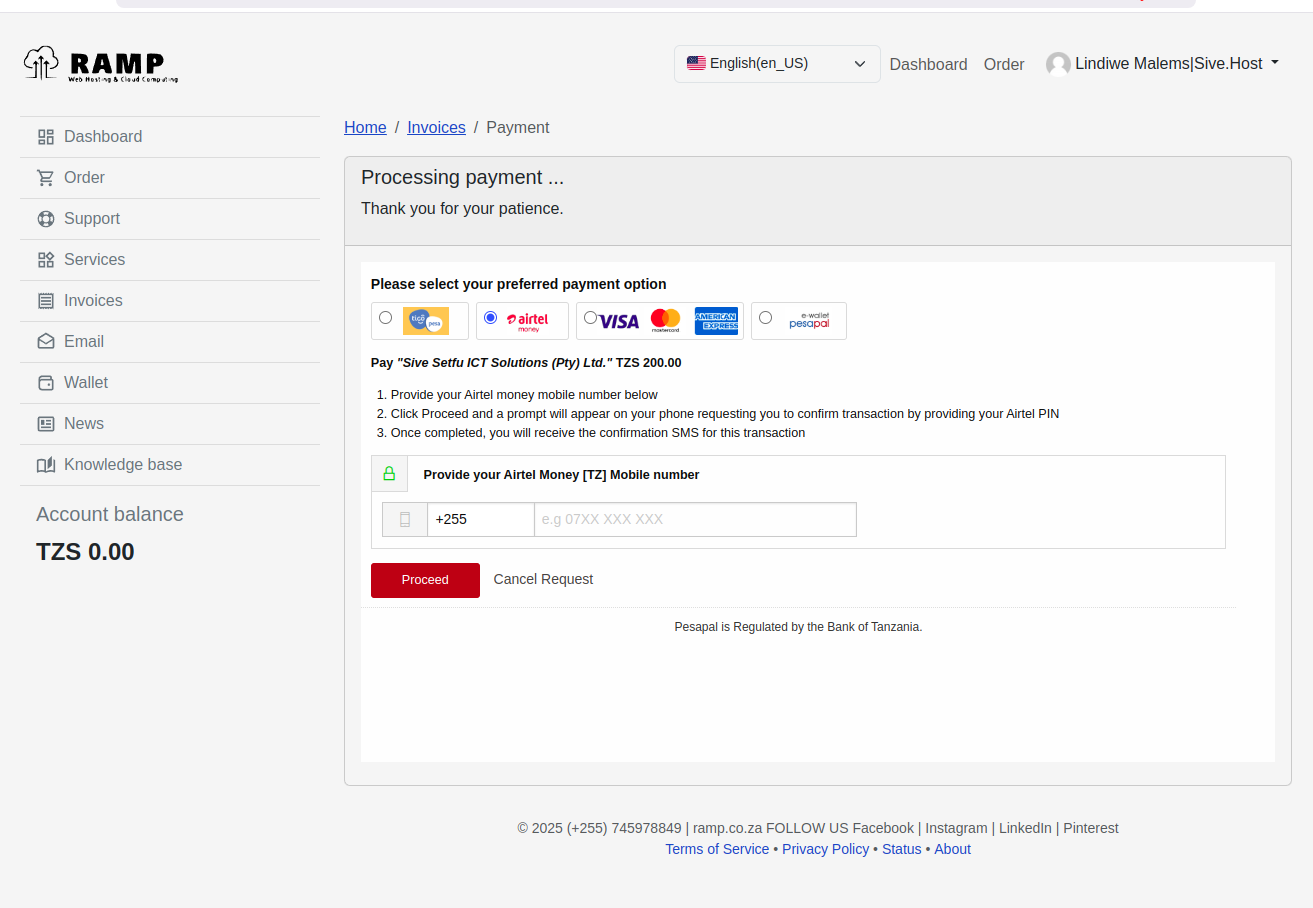 RAMP
Web Hosting & Cloud Computing
English(en_US)
Dashboard
Order
Lindiwe Malems|Sive.Host
Dashboard
Order
Support
Services
Invoices
Email
Wallet
News
Knowledge base
Account balance
TZS 0.00
Home / Invoices / Payment
Processing payment ...
Thank you for your patience.
Please select your preferred payment option
tigo pesa
airtel money
VISA
mastercard
AMERICAN EXPRESS
e-wallet
pesapal
Pay "Sive Setfu ICT Solutions (Pty) Ltd." TZS 200.00
1. Provide your Airtel money mobile number below
2. Click Proceed and a prompt will appear on your phone requesting you to confirm transaction by providing your Airtel PIN
3. Once completed, you will receive the confirmation SMS for this transaction
Provide your Airtel Money [TZ] Mobile number
+255
e.g 07XX XXX XXX
Proceed
Cancel Request
Pesapal is Regulated by the Bank of Tanzania.
© 2025 (+255) 745978849 | ramp.co.za FOLLOW US Facebook | Instagram | LinkedIn | Pinterest
Terms of Service • Privacy Policy • Status • About